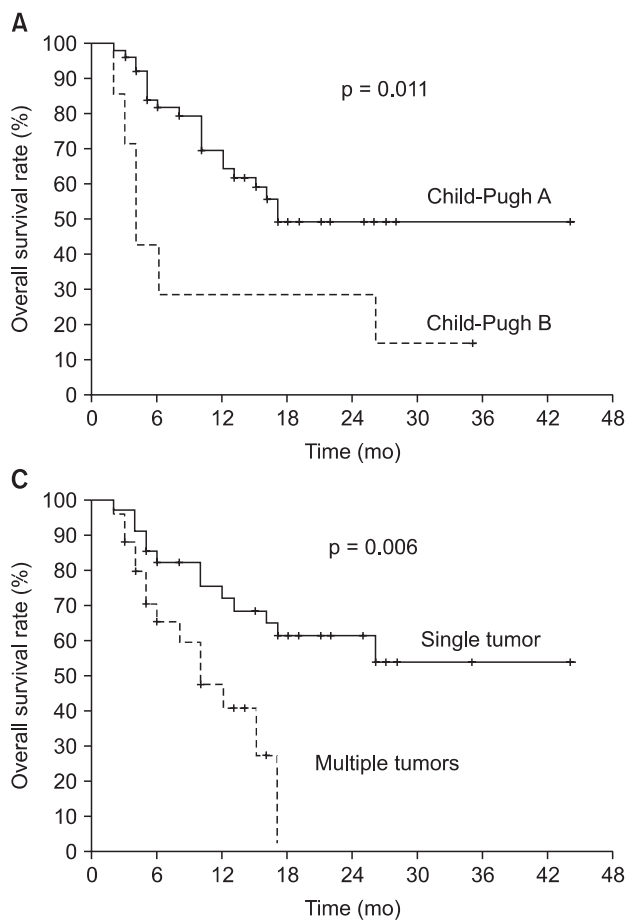 A
100
90
80
70
60
50
40
30
20
10
0
Overall survival rate (%)
p = 0.011
Child-Pugh A
Child-Pugh B
0 6 12 18 24 30 36 42 48
Time (mo)
C
100
90
80
70
60
50
40
30
20
10
0
Overall survival rate (%)
p = 0.006
Single tumor
Multiple tumors
0 6 12 18 24 30 36 42 48
Time (mo)